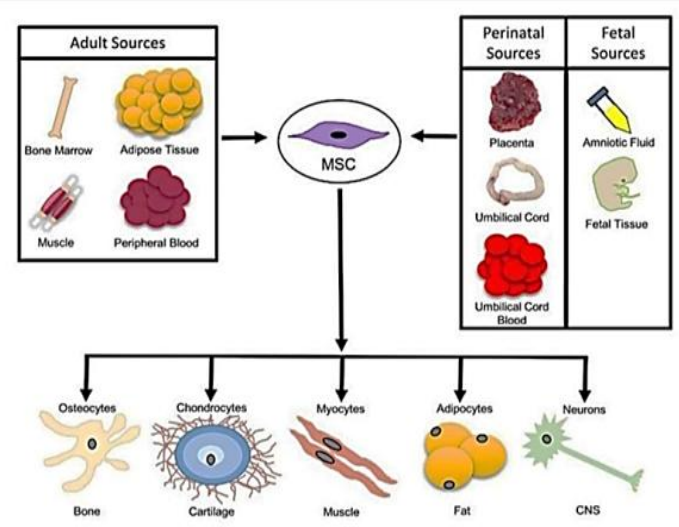 Adult Sources
Bone Marrow
Adipose Tissue
Muscle
Peripheral Blood
MSC
Perinatal
Sources
Fetal
Sources
Placenta
Amniotic Fluid
Umbilical Cord
Fetal Tissue
Umbilical Cord
Blood
Osteocytes
Chondrocytes
Myocytes
Adipocytes
Neurons
Bone
Cartilage
Muscle
Fat
CNS